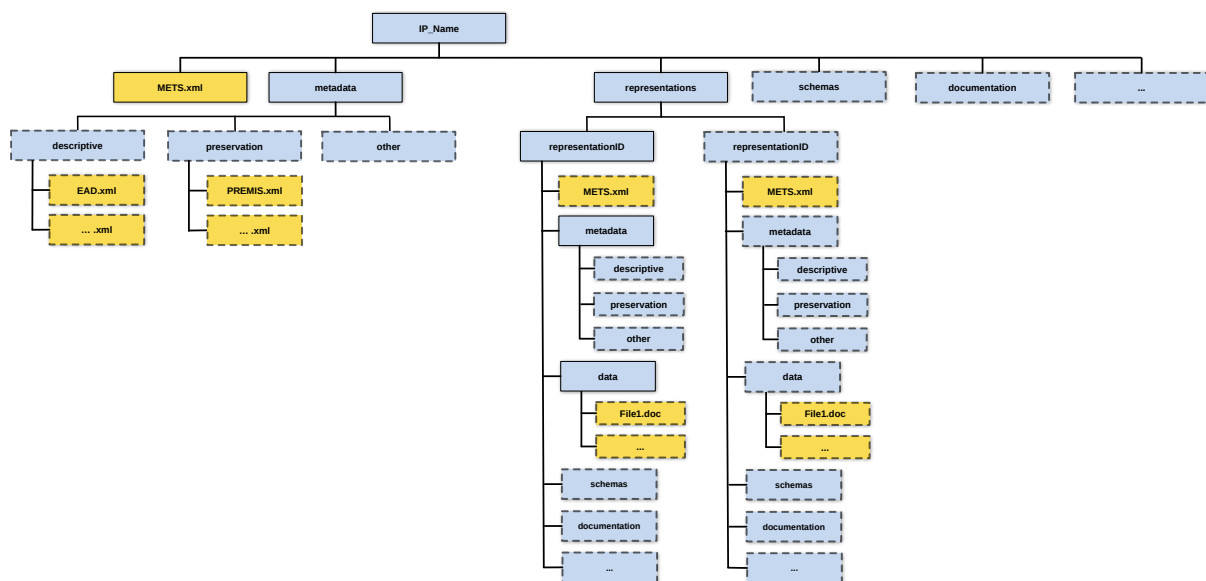 IP_Name
METS.xml
metadata
representations
schemas
documentation
...
descriptive
preservation
other
EAD.xml
... .xml
PREMIS.xml
... .xml
representationID
METS.xml
metadata
descriptive
preservation
other
data
File1.doc
...
schemas
documentation
...
representationID
METS.xml
metadata
descriptive
preservation
other
data
File1.doc
...
schemas
documentation
...